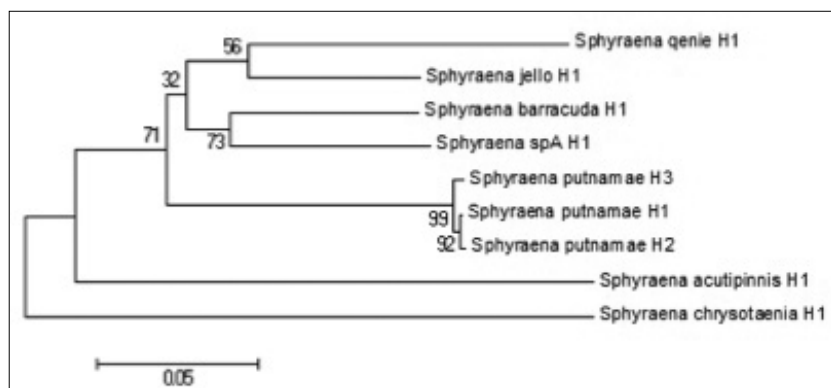 56
Sphyraena qenie H1
32
Sphyraena jello H1
Sphyraena barracuda H1
71
73
Sphyraena spA H1
Sphyraena putnamae H3
99
Sphyraena putnamae H1
92
Sphyraena putnamae H2
Sphyraena acutipinnis H1
Sphyraena chrysotaenia H1
0.05